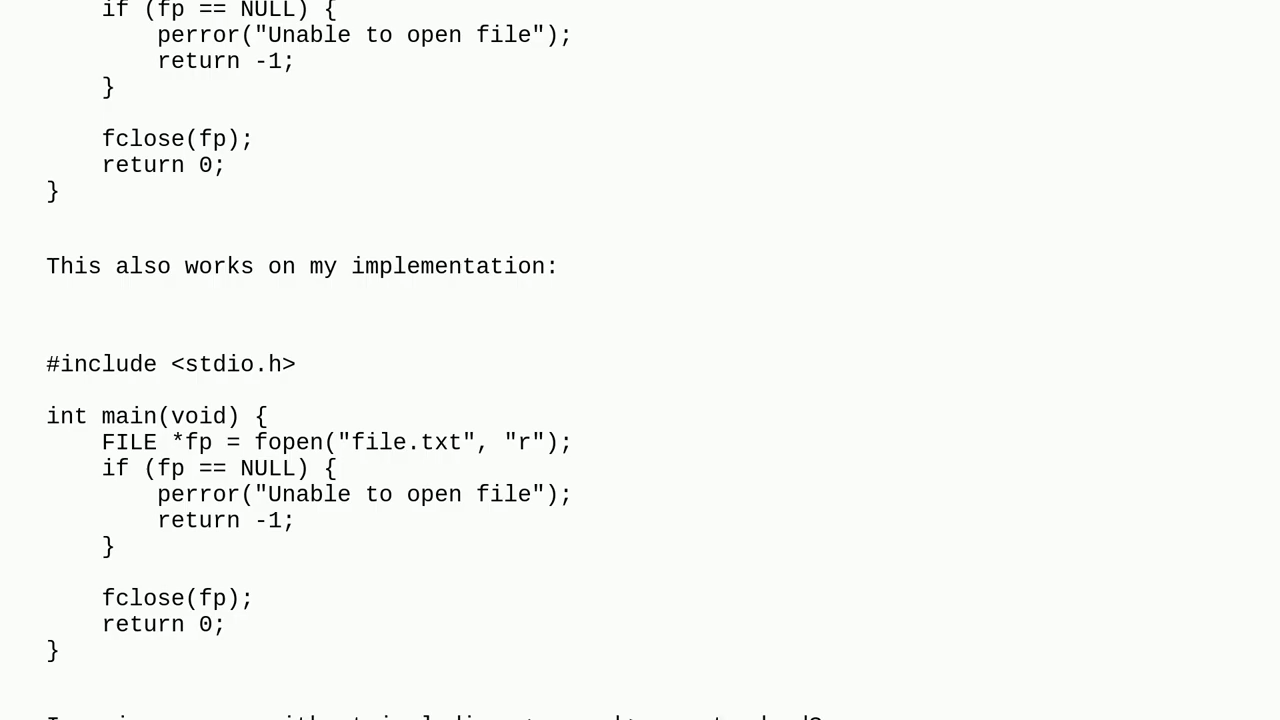 if (fp == NULL) {
        perror("Unable to open file");
        return -1;
    }

    fclose(fp);
    return 0;
}

This also works on my implementation:

#include <stdio.h>

int main(void) {
    FILE *fp = fopen("file.txt", "r");
    if (fp == NULL) {
        perror("Unable to open file");
        return -1;
    }

    fclose(fp);
    return 0;
}